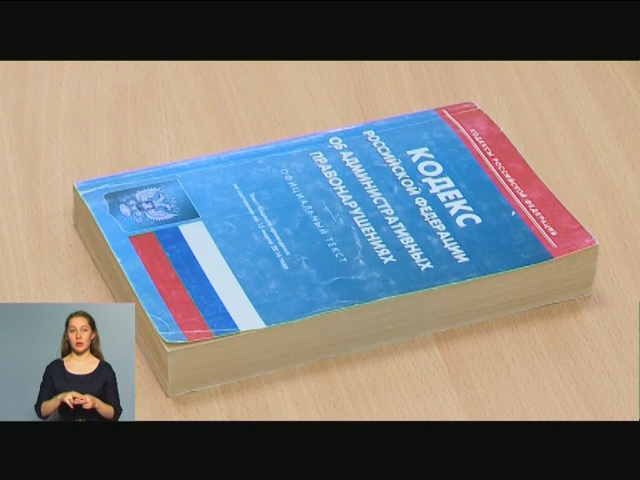 КОДЕКСЫ РОССИЙСКОЙ ФЕДЕРАЦИИ
КОДЕКС
РОССИЙСКОЙ ФЕДЕРАЦИИ
ОБ АДМИНИСТРАТИВНЫХ
ПРАВОНАРУШЕНИЯХ
ОФИЦИАЛЬНЫЙ ТЕКСТ